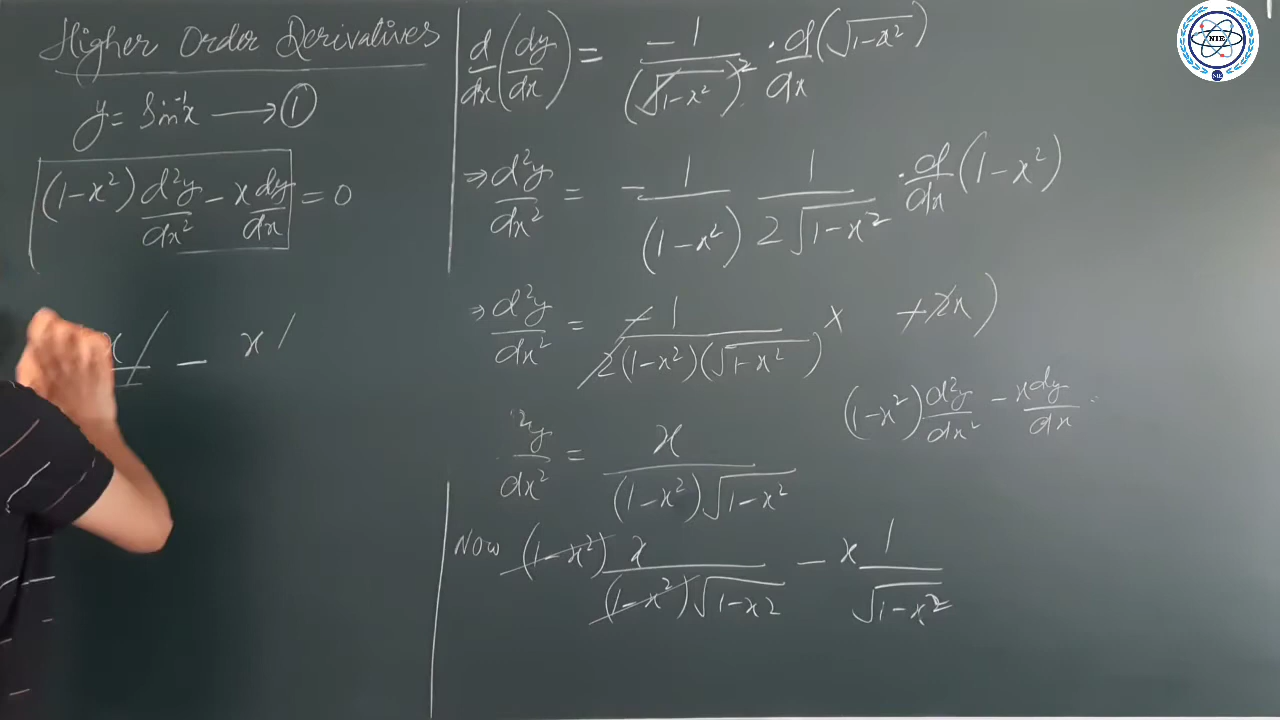 Higher Order Derivatives
y = Sin⁻¹x ⟶ ①
(1-x²) d²y/dx² - x dy/dx = 0
x/ - x/
d/dx (dy/dx) = -1/(√1-x²)² · d/dx (√1-x²)
⇒ d²y/dx² = - 1/(1-x²) 1/2√1-x² · d/dx (1-x²)
⇒ d²y/dx² = -1/2(1-x²)(√1-x²) x +2x)
(1-x²) d²y/dx² - x dy/dx
²y/dx² = x/(1-x²)√1-x²
Now (1-x²) x/(1-x²)√1-x2 - x 1/√1-x²
NIE
NIE